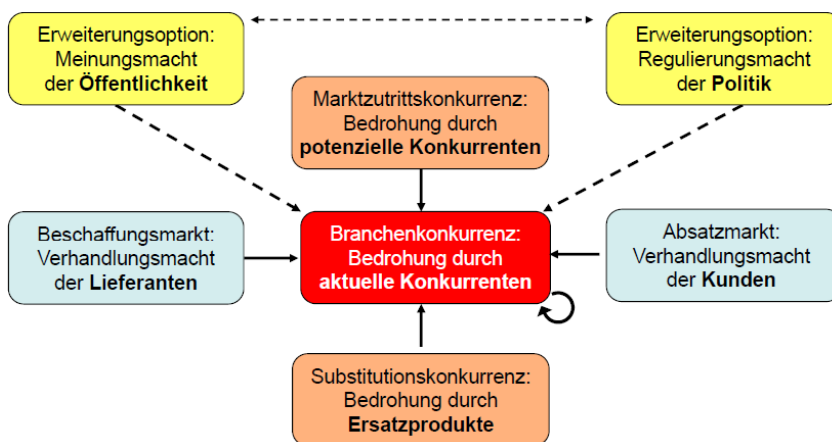 Erweiterungsoption:
Meinungsmacht
der Öffentlichkeit
Erweiterungsoption:
Regulierungsmacht
der Politik
Marktzutrittskonkurrenz:
Bedrohung durch
potenzielle Konkurrenten
Beschaffungsmarkt:
Verhandlungsmacht
der Lieferanten
Branchenkonkurrenz:
Bedrohung durch
aktuelle Konkurrenten
Absatzmarkt:
Verhandlungsmacht
der Kunden
Substitutionskonkurrenz:
Bedrohung durch
Ersatzprodukte